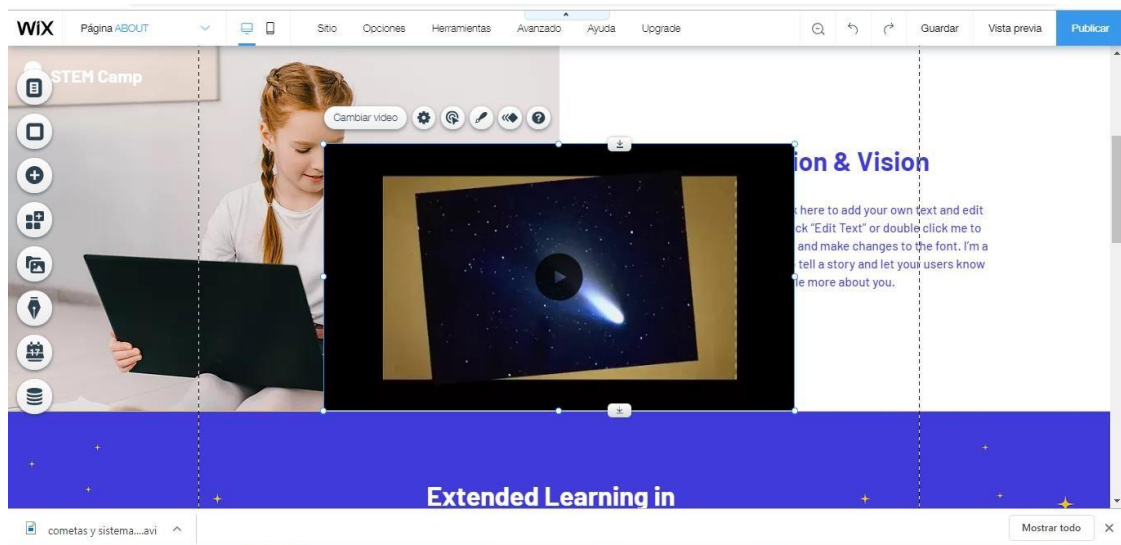 WiX Página ABOUT Sitio Opciones Herramientas Avanzado Ayuda Upgrade Guardar Vista previa Publicar
STEM Camp
Cambiar video
ion & Vision
here to add your own text and edit
ck “Edit Text” or double click me to
and make changes to the font. I’m a
tell a story and let your users know
le more about you.
17
Extended Learning in
cometas y sistema....avi Mostrar todo